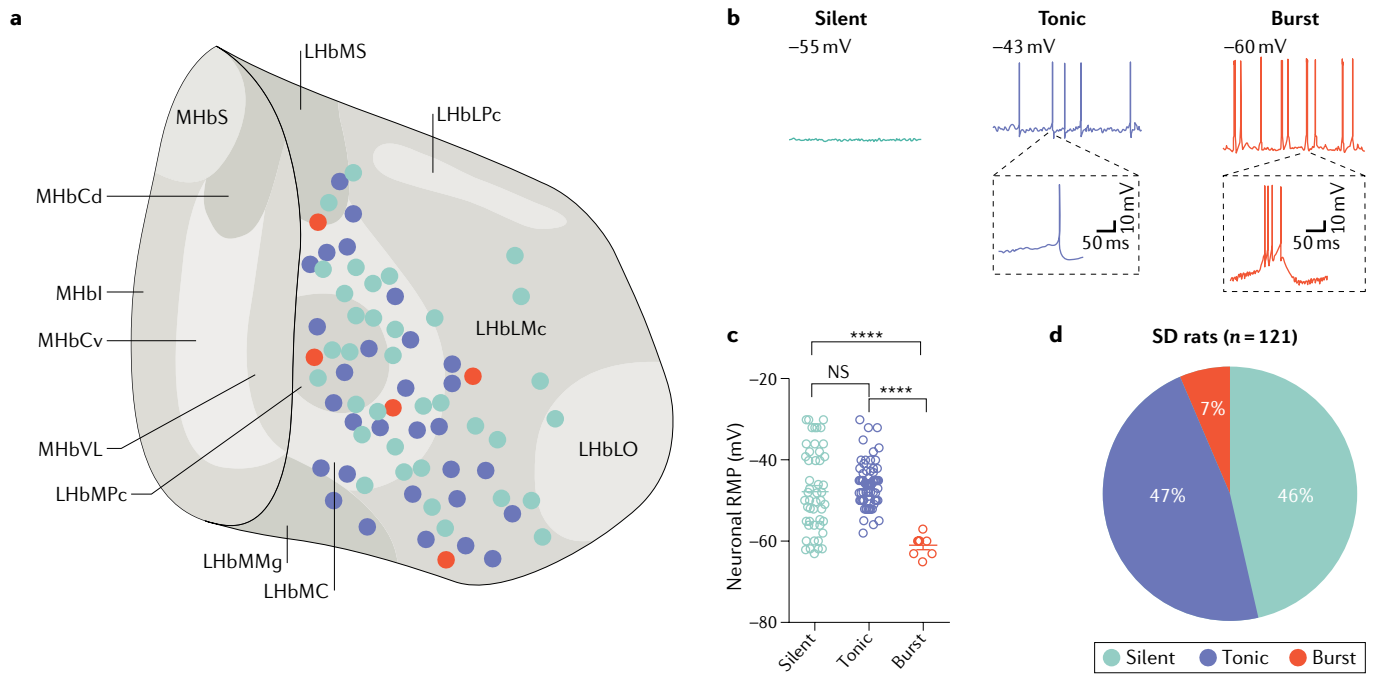 a
LHbMS
MHbS
LHbLPc
MHbCd
MHbI
MHbCv
LHbLMc
MHbVL
LHbLO
LHbMPc
LHbMMg
LHbMC
b
Silent
Tonic
Burst
−55 mV
−43 mV
−60 mV
10 mV
50 ms
10 mV
50 ms
c
****
NS
****
−20
−40
−60
−80
Neuronal RMP (mV)
Silent
Tonic
Burst
d
SD rats (n = 121)
7%
47%
46%
Silent
Tonic
Burst